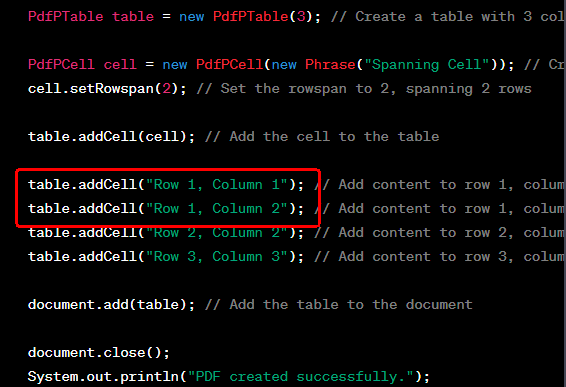 PdfPTable table = new PdfPTable(3); // Create a table with 3 col
PdfPCell cell = new PdfPCell(new Phrase("Spanning Cell")); // Cr
cell.setRowspan(2); // Set the rowspan to 2, spanning 2 rows
table.addCell(cell); // Add the cell to the table
table.addCell("Row 1, Column 1"); // Add content to row 1, colum
table.addCell("Row 1, Column 2"); // Add content to row 1, colum
table.addCell("Row 2, Column 2"); // Add content to row 2, colum
table.addCell("Row 3, Column 3"); // Add content to row 3, colum
document.add(table); // Add the table to the document
document.close();
System.out.println("PDF created successfully.");